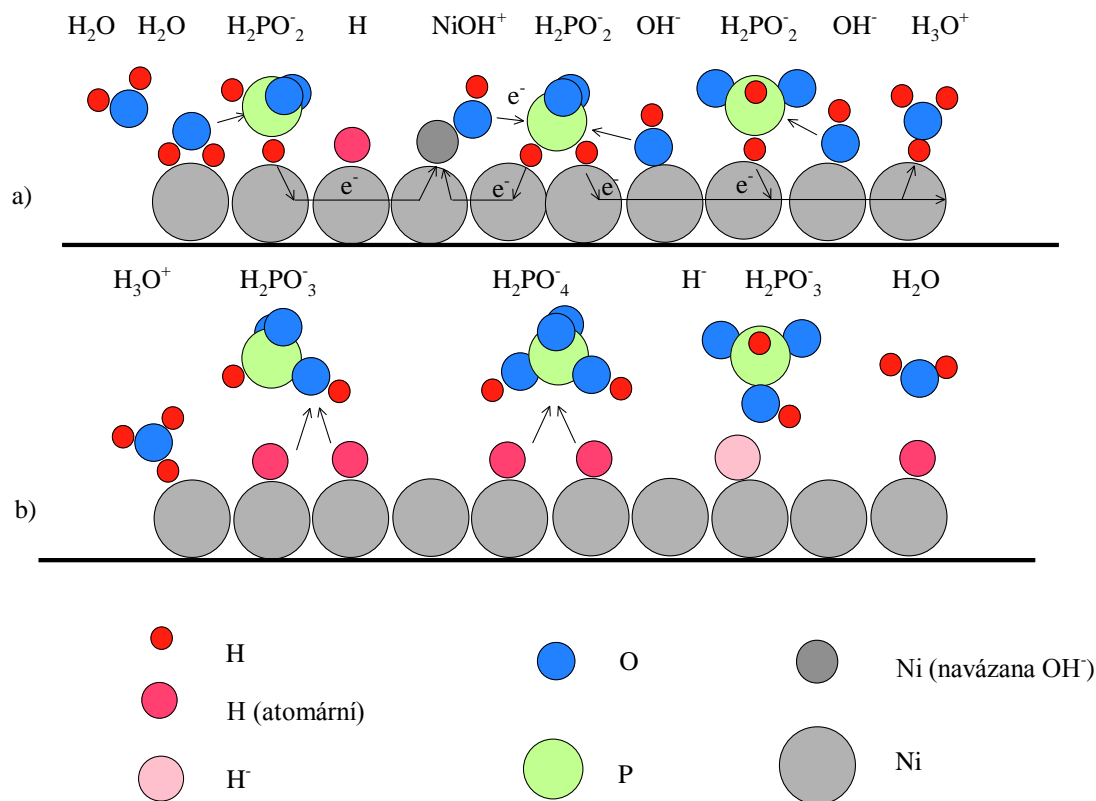 H₂O H₂O H₂PO⁻₂ H NiOH⁺ H₂PO⁻₂ OH⁻ H₂PO⁻₂ OH⁻ H₃O⁺
e⁻
a) e⁻ e⁻ e⁻ e⁻
H₃O⁺ H₂PO⁻₃ H₂PO⁻₄ H⁻ H₂PO⁻₃ H₂O
b)
H O Ni (navázana OH⁻)
H (atomární)
H⁻ P Ni